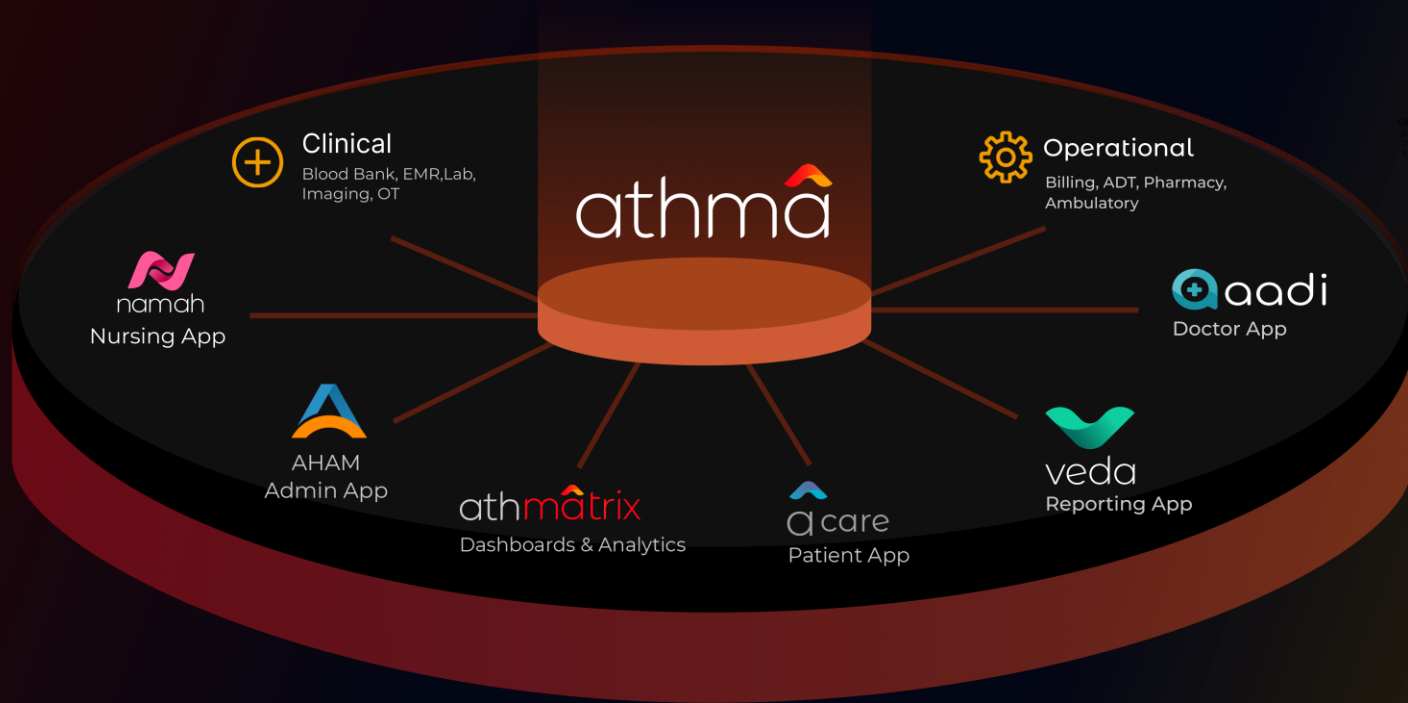 Clinical
Blood Bank, EMR,Lab,
Imaging, OT
athmâ
Operational
Billing, ADT, Pharmacy,
Ambulatory
namah
Nursing App
aadi
Doctor App
AHAM
Admin App
athmâtrix
Dashboards & Analytics
a care
Patient App
veda
Reporting App